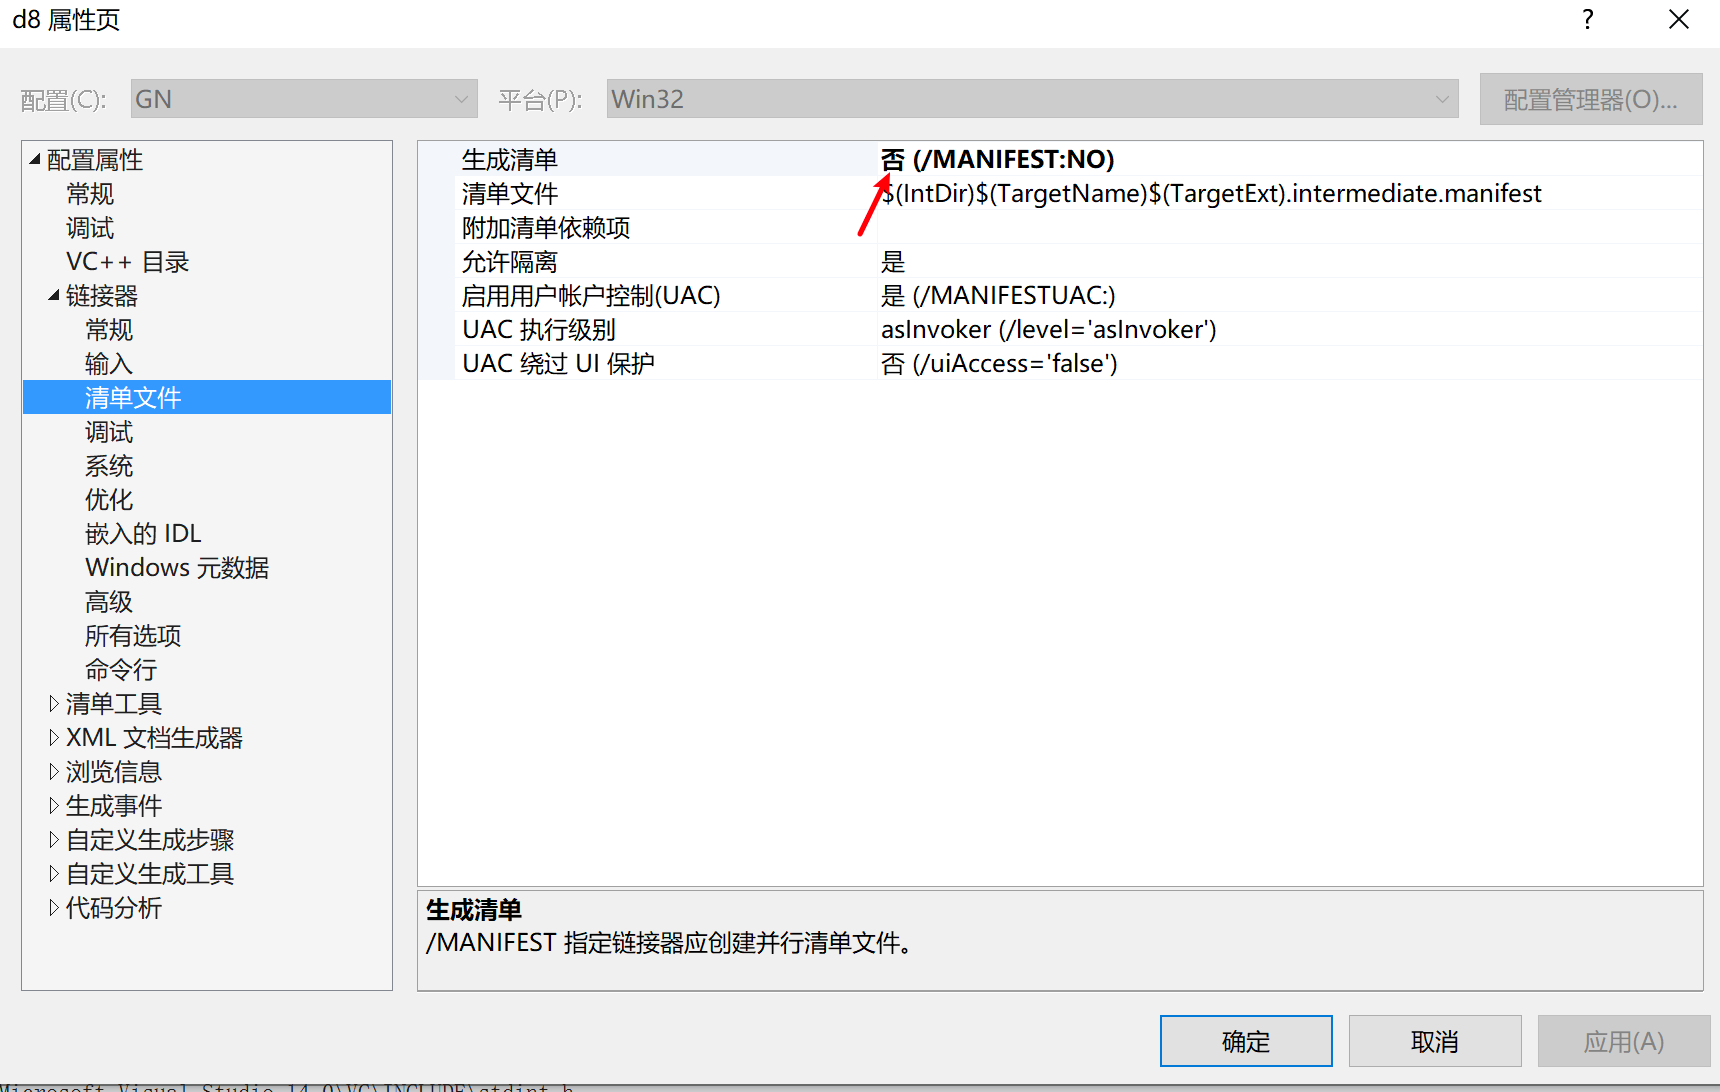 d8 属性页
?
配置(C):
GN
平台(P):
Win32
配置管理器(O)...
配置属性
常规
调试
VC++ 目录
链接器
常规
输入
清单文件
调试
系统
优化
嵌入的 IDL
Windows 元数据
高级
所有选项
命令行
清单工具
XML 文档生成器
浏览信息
生成事件
自定义生成步骤
自定义生成工具
代码分析
生成清单 否 (/MANIFEST:NO)
清单文件 $(IntDir)$(TargetName)$(TargetExt).intermediate.manifest
附加清单依赖项
允许隔离 是
启用用户帐户控制(UAC) 是 (/MANIFESTUAC:)
UAC 执行级别 asInvoker (/level='asInvoker')
UAC 绕过 UI 保护 否 (/uiAccess='false')
生成清单
/MANIFEST 指定链接器应创建并行清单文件。
确定
取消
应用(A)
Microsoft Visual Studio 14.0\VC\INCLUDE\stdint.h